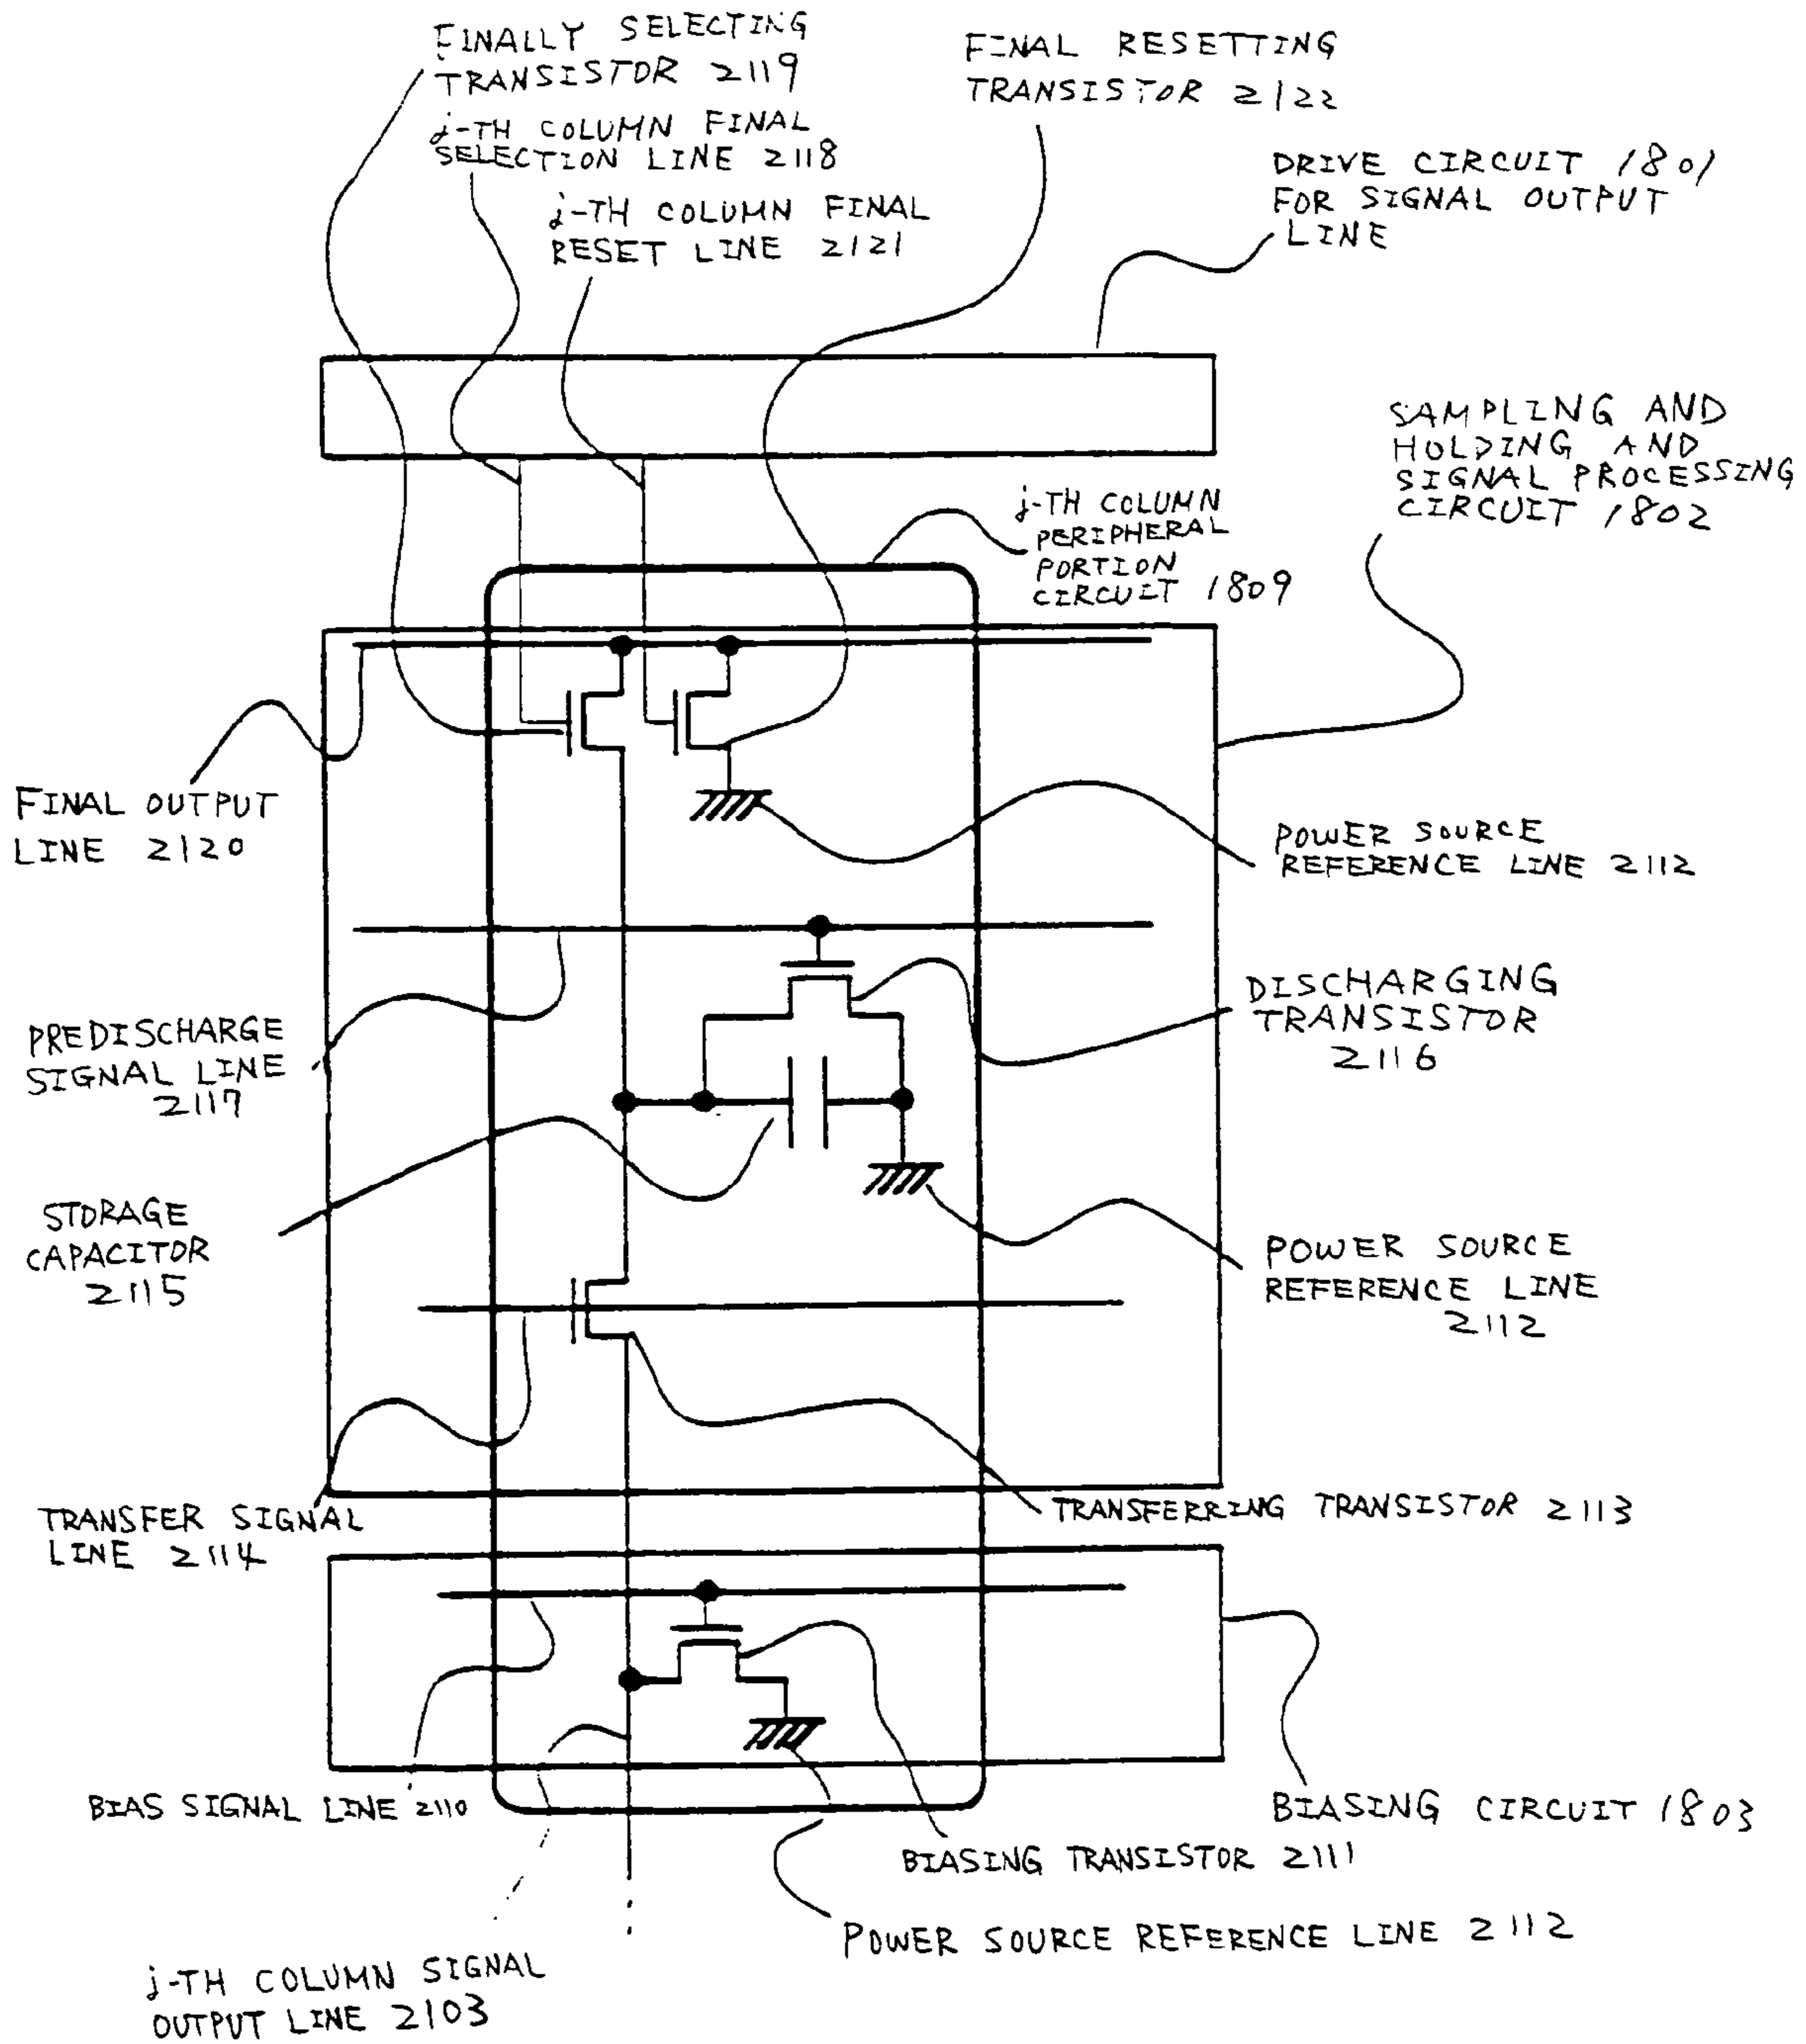 FINALLY SELECTING
TRANSISTOR 2119
j-TH COLUMN FINAL
SELECTION LINE 2118
j-TH COLUMN FINAL
RESET LINE 2121
FINAL RESETTING
TRANSISTOR 2122
DRIVE CIRCUIT 1801
FOR SIGNAL OUTPUT
LINE
SAMPLING AND
HOLDING AND
SIGNAL PROCESSING
CIRCUIT 1802
j-TH COLUMN
PERIPHERAL
PORTION
CIRCUIT 1809
FINAL OUTPUT
LINE 2120
POWER SOURCE
REFERENCE LINE 2112
PREDISCHARGE
SIGNAL LINE
2117
DISCHARGING
TRANSISTOR
2116
STORAGE
CAPACITOR
2115
POWER SOURCE
REFERENCE LINE
2112
TRANSFER SIGNAL
LINE 2114
TRANSFERRING TRANSISTOR 2113
BIAS SIGNAL LINE 2110
BIASING CIRCUIT 1803
BIASING TRANSISTOR 2111
POWER SOURCE REFERENCE LINE 2112
j-TH COLUMN SIGNAL
OUTPUT LINE 2103